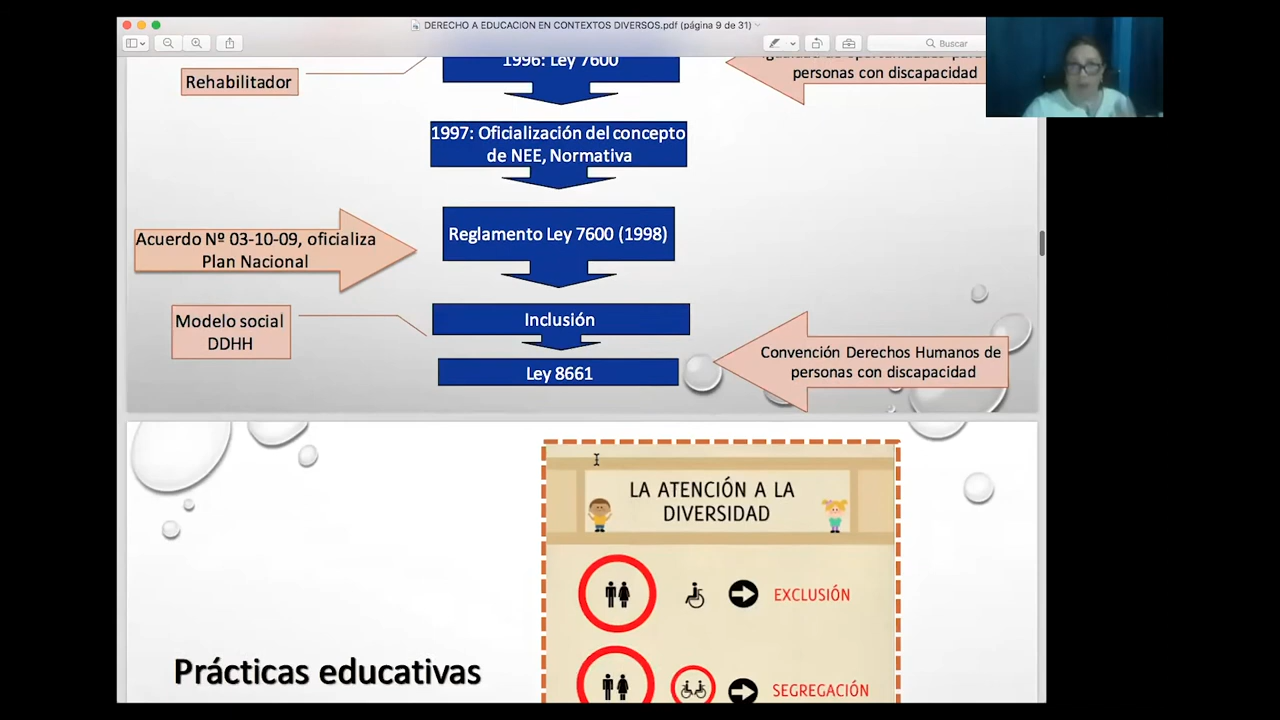 DERECHO A EDUCACION EN CONTEXTOS DIVERSOS.pdf (página 9 de 31)
Buscar
1996: Ley 7600
Rehabilitador
personas con discapacidad
1997: Oficialización del concepto
de NEE, Normativa
Acuerdo Nº 03-10-09, oficializa
Plan Nacional
Reglamento Ley 7600 (1998)
Modelo social
DDHH
Inclusión
Ley 8661
Convención Derechos Humanos de
personas con discapacidad
LA ATENCIÓN A LA
DIVERSIDAD
EXCLUSIÓN
Prácticas educativas
SEGREGACIÓN